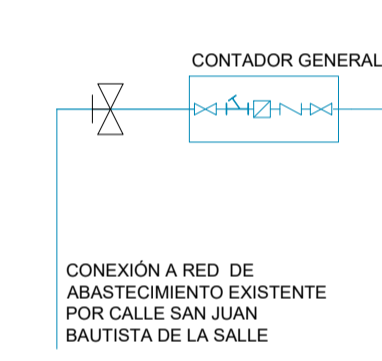 CONTADOR GENERAL
CONEXIÓN A RED DE
ABASTECIMIENTO EXISTENTE
POR CALLE SAN JUAN
BAUTISTA DE LA SALLE